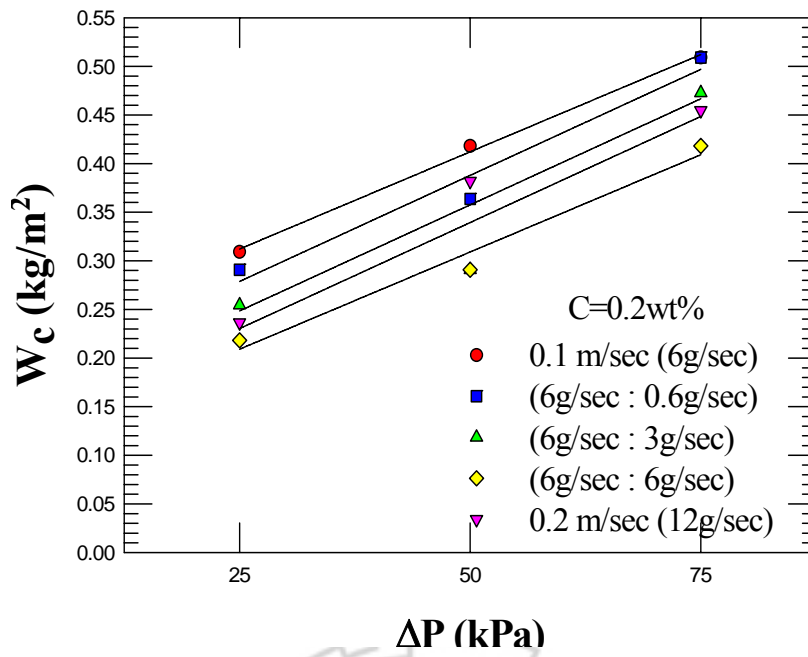 0.55
0.50
0.45
0.40
0.35
0.30
0.25
0.20
0.15
0.10
0.05
0.00
Wc (kg/m²)
C=0.2wt%
0.1 m/sec (6g/sec)
(6g/sec : 0.6g/sec)
(6g/sec : 3g/sec)
(6g/sec : 6g/sec)
0.2 m/sec (12g/sec)
25 50 75
ΔP (kPa)